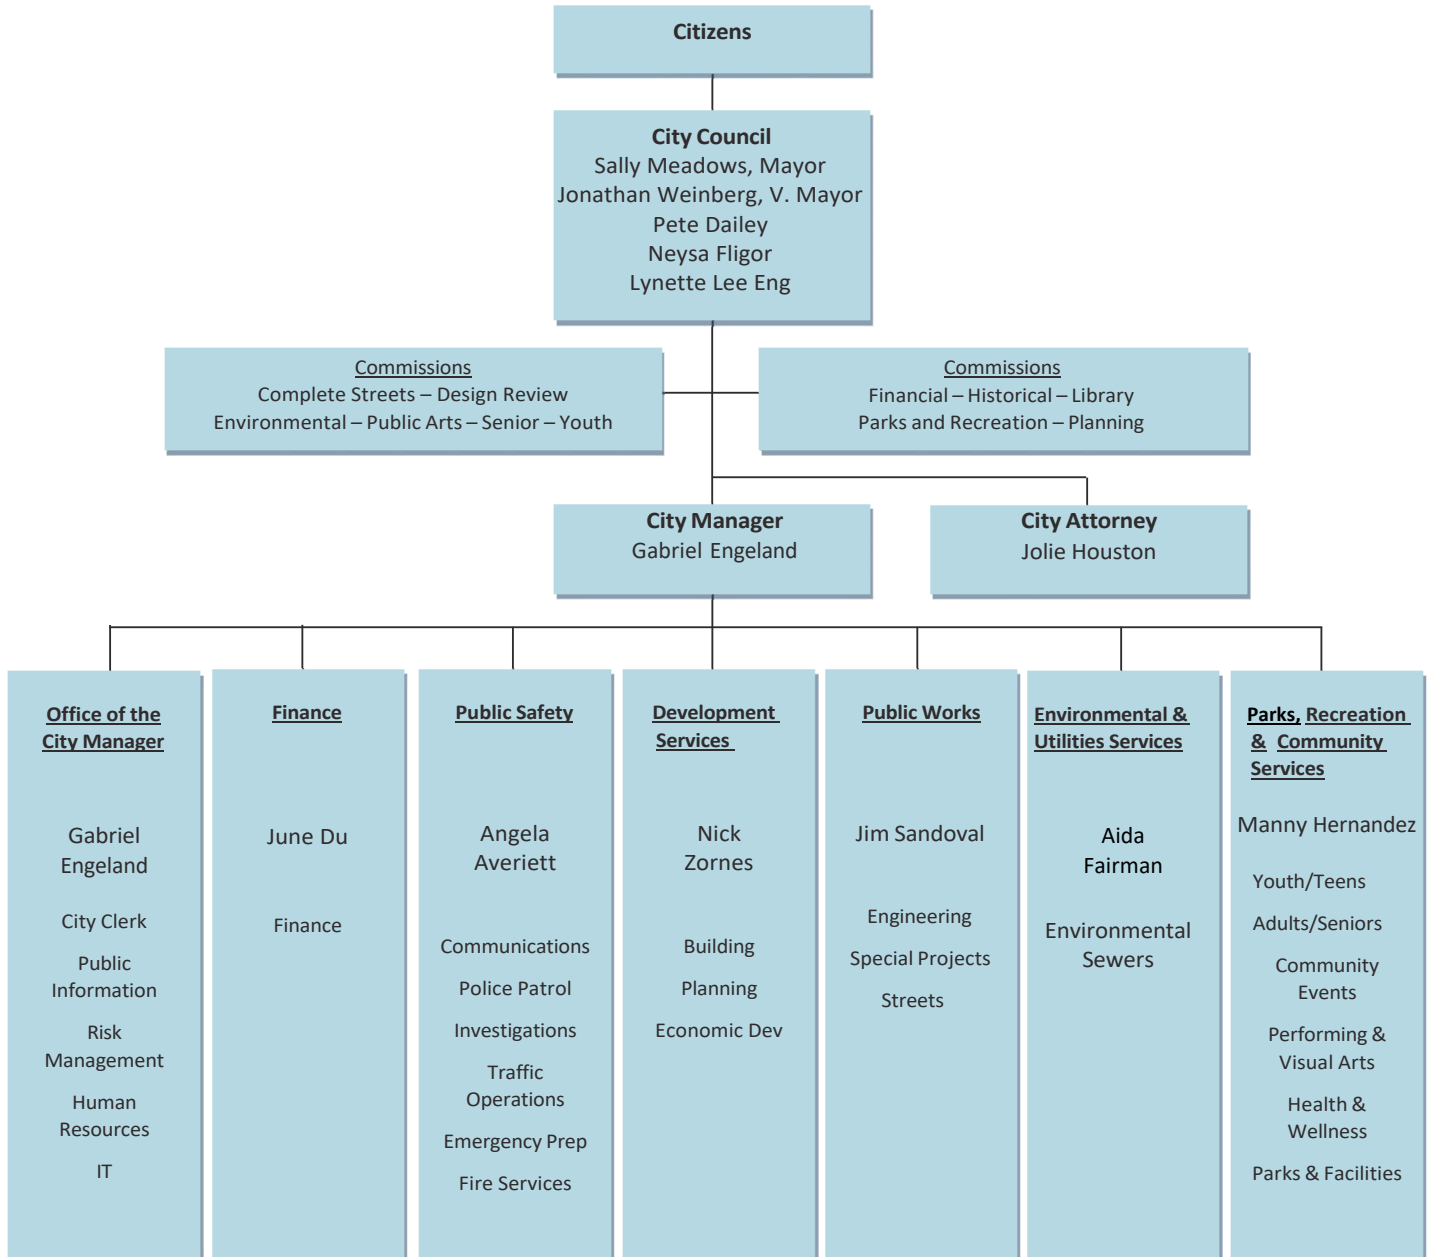 Citizens
City Council
Sally Meadows, Mayor
Jonathan Weinberg, V. Mayor
Pete Dailey
Neysa Fligor
Lynette Lee Eng
Commissions
Complete Streets – Design Review
Environmental – Public Arts – Senior – Youth
Commissions
Financial – Historical – Library
Parks and Recreation – Planning
City Manager
Gabriel Engeland
City Attorney
Jolie Houston
Office of the
City Manager
Gabriel
Engeland
City Clerk
Public
Information
Risk
Management
Human
Resources
IT
Finance
June Du
Finance
Public Safety
Angela
Averiett
Communications
Police Patrol
Investigations
Traffic
Operations
Emergency Prep
Fire Services
Development
Services
Nick
Zornes
Building
Planning
Economic Dev
Public Works
Jim Sandoval
Engineering
Special Projects
Streets
Environmental &
Utilities Services
Aida
Fairman
Environmental
Sewers
Parks, Recreation
& Community
Services
Manny Hernandez
Youth/Teens
Adults/Seniors
Community
Events
Performing &
Visual Arts
Health &
Wellness
Parks & Facilities